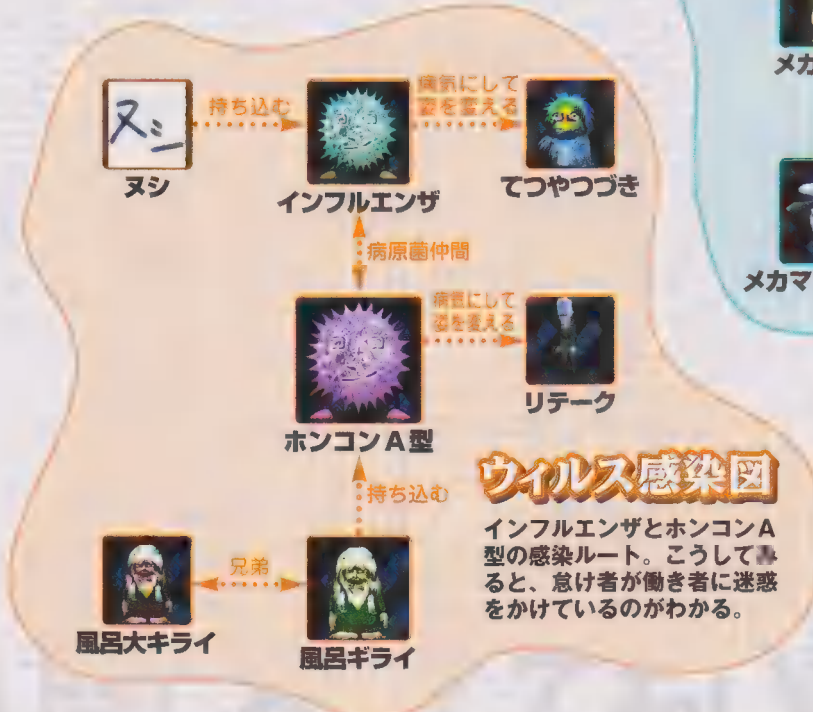 メカ
ヌシ
持ち込む
病気にして
姿を変える
ヌシ
インフルエンザ
てつやつづき
メカマ
病原菌仲間
病気にして
姿を変える
リテーク
ホンコンA型
持ち込む
ウィルス感染図
インフルエンザとホンコンA
型の感染ルート。こうしてみ
ると、怠け者が働き者に迷惑
をかけているのがわかる。
兄弟
風呂大キライ
風呂ギライ